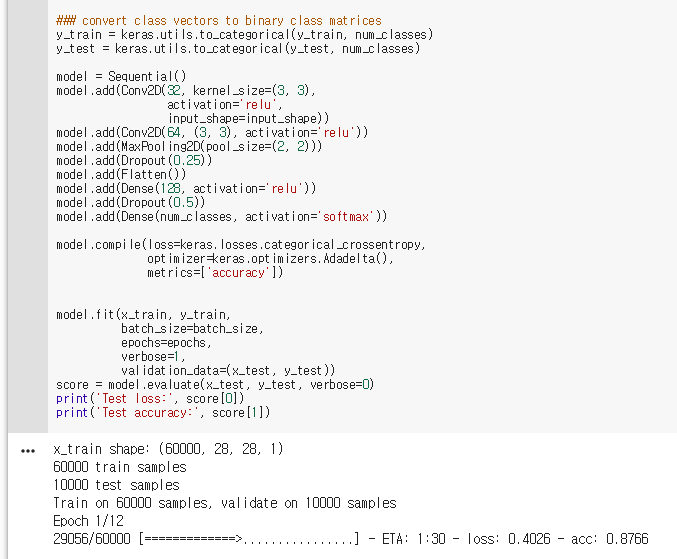 ### convert class vectors to binary class matrices
y_train = keras.utils.to_categorical(y_train, num_classes)
y_test = keras.utils.to_categorical(y_test, num_classes)
model = Sequential()
model.add(Conv2D(32, kernel_size=(3, 3),
activation='relu',
input_shape=input_shape))
model.add(Conv2D(64, (3, 3), activation='relu'))
model.add(MaxPooling2D(pool_size=(2, 2)))
model.add(Dropout(0.25))
model.add(Flatten())
model.add(Dense(128, activation='relu'))
model.add(Dropout(0.5))
model.add(Dense(num_classes, activation='softmax'))
model.compile(loss=keras.losses.categorical_crossentropy,
optimizer=keras.optimizers.Adadelta(),
metrics=['accuracy'])
model.fit(x_train, y_train,
batch_size=batch_size,
epochs=epochs,
verbose=1,
validation_data=(x_test, y_test))
score = model.evaluate(x_test, y_test, verbose=0)
print('Test loss:', score[0])
print('Test accuracy:', score[1])
x_train shape: (60000, 28, 28, 1)
60000 train samples
10000 test samples
Train on 60000 samples, validate on 10000 samples
Epoch 1/12
29056/60000 [=============>................] - ETA: 1:30 - loss: 0.4026 - acc: 0.8766